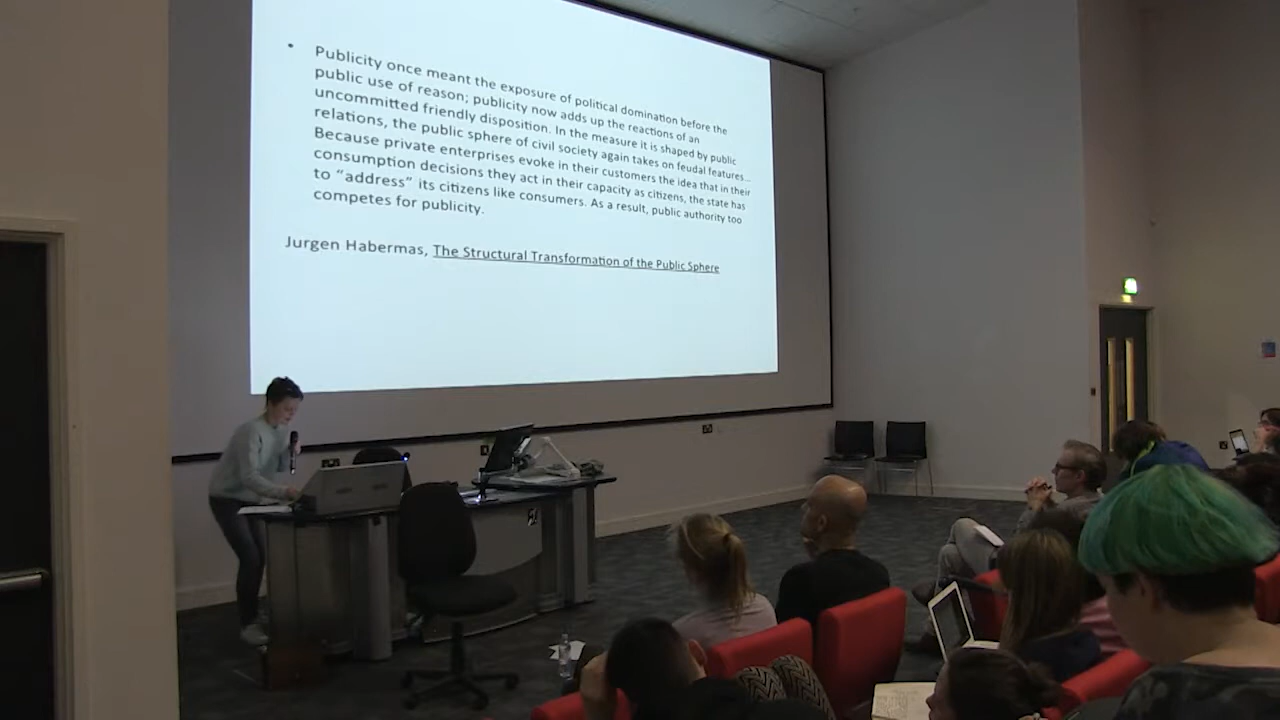 • Publicity once meant the exposure of political domination before the
public use of reason; publicity now adds up the reactions of an
uncommitted friendly disposition. In the measure it is shaped by public
relations, the public sphere of civil society again takes on feudal features...
Because private enterprises evoke in their customers the idea that in their
consumption decisions they act in their capacity as citizens, the state has
to “address” its citizens like consumers. As a result, public authority too
competes for publicity.
Jurgen Habermas, The Structural Transformation of the Public Sphere